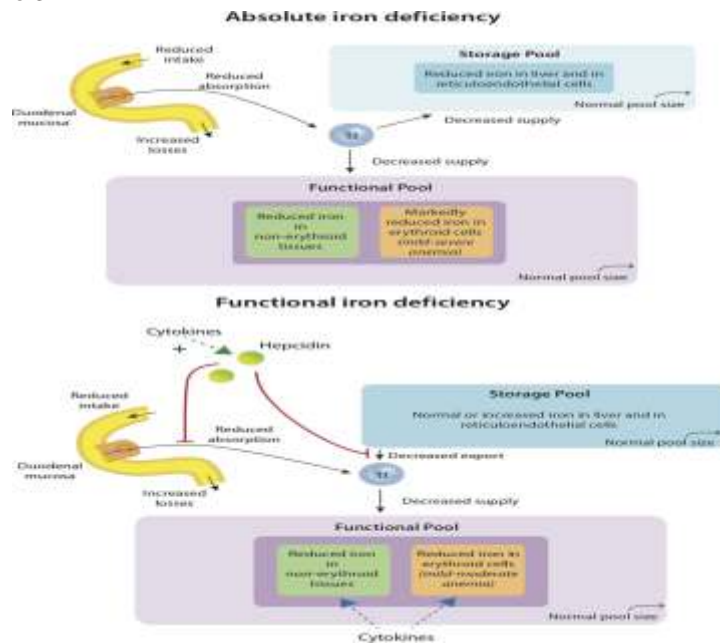 Absolute iron deficiency
Reduced
intake
Reduced
absorption
Duodenal
mucosa
Increased
losses
Storage Pool
Reduced iron in liver and in
reticuloendothelial cells
Normal pool size
Decreased supply
Decreased supply
Functional Pool
Reduced iron
in
non-erythroid
tissues
Markedly
reduced iron in
erythroid cells
(mild-severe
anemia)
Normal pool size
Functional iron deficiency
Cytokines
+
Hepcidin
Reduced
intake
Reduced
absorption
Duodenal
mucosa
Increased
losses
Storage Pool
Normal or increased iron in liver and in
reticuloendothelial cells
Normal pool size
Decreased export
Decreased supply
Functional Pool
Reduced iron
in
non-erythroid
tissues
Reduced iron in
erythroid cells
(mild-moderate
anemia)
Normal pool size
Cytokines